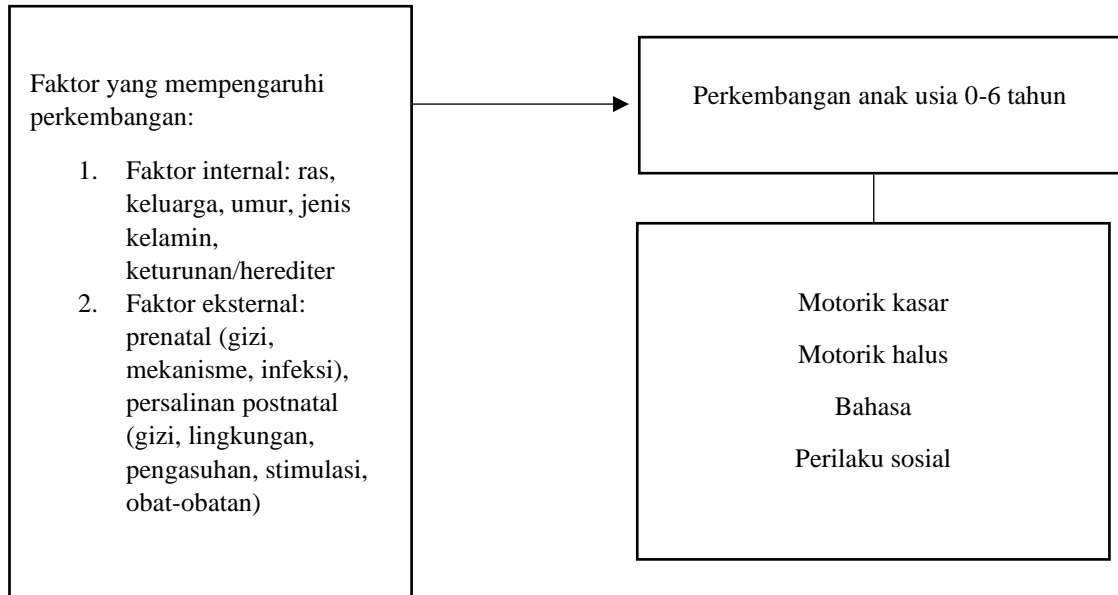 Faktor yang mempengaruhi
perkembangan:
1. Faktor internal: ras,
keluarga, umur, jenis
kelamin,
keturunan/herediter
2. Faktor eksternal:
prenatal (gizi,
mekanisme, infeksi),
persalinan postnatal
(gizi, lingkungan,
pengasuhan, stimulasi,
obat-obatan)
Perkembangan anak usia 0-6 tahun
Motorik kasar
Motorik halus
Bahasa
Perilaku sosial